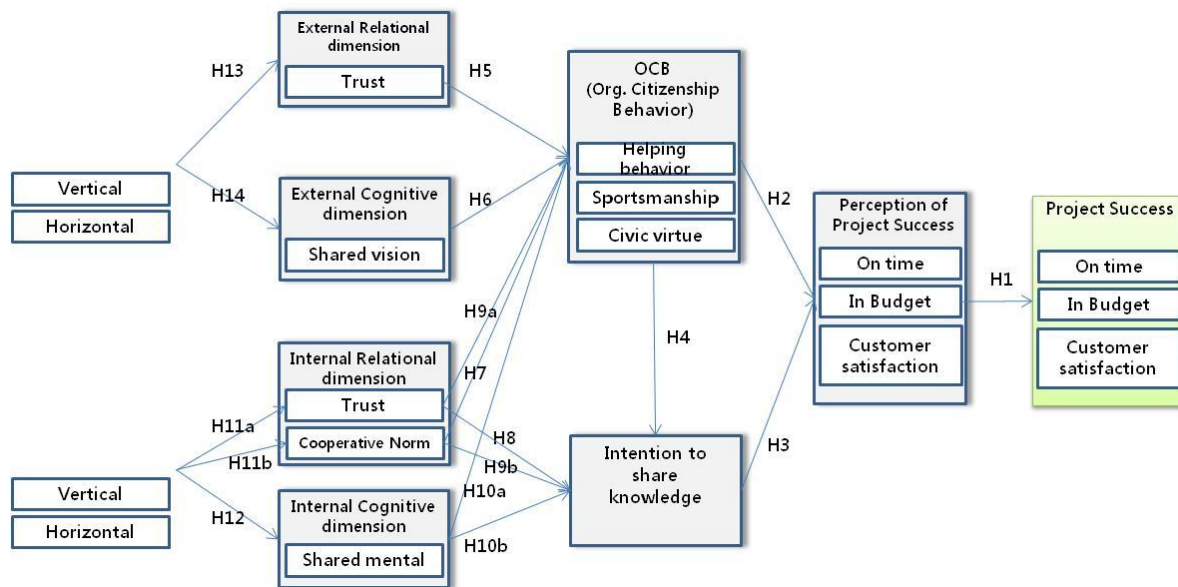 External Relational
dimension
Trust
H13
H5
Vertical
Horizontal
H14
External Cognitive
dimension
Shared vision
H6
OCB
(Org. Citizenship
Behavior)
Helping
behavior
Sportsmanship
Civic virtue
H2
Perception of
Project Success
On time
In Budget
Customer
satisfaction
H1
Project Success
On time
In Budget
Customer
satisfaction
H9a
H7
H4
Internal Relational
dimension
Trust
Cooperative Norm
H11a
H11b
H8
H9b
H3
Intention to
share
knowledge
Vertical
Horizontal
H12
Internal Cognitive
dimension
Shared mental
H10a
H10b